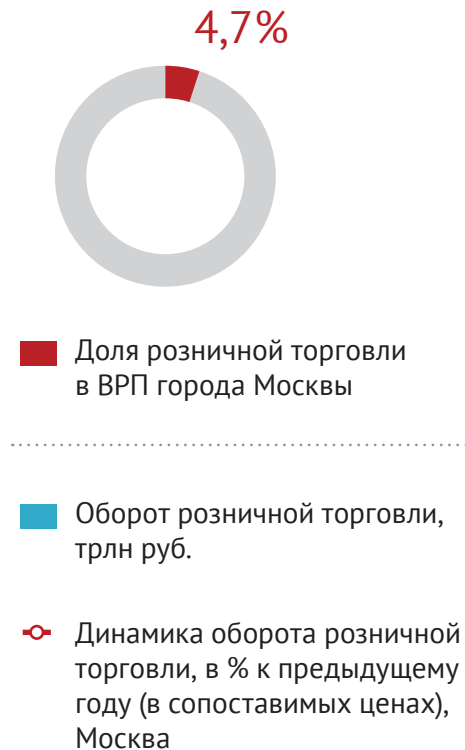 4,7%
Доля розничной торговли
в ВРП города Москвы
Оборот розничной торговли,
трлн руб.
Динамика оборота розничной
торговли, в % к предыдущему
году (в сопоставимых ценах),
Москва